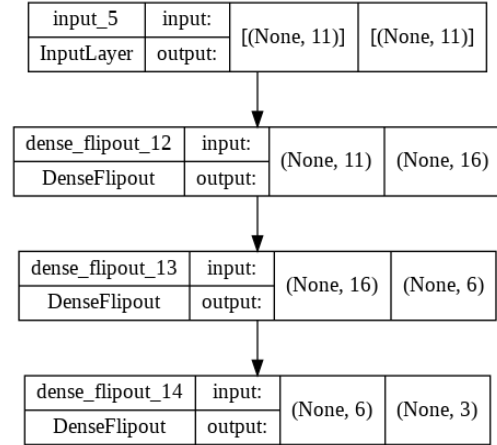 input_5 input: [(None, 11)] [(None, 11)]
InputLayer output:
dense_flipout_12 input: (None, 11) (None, 16)
DenseFlipout output:
dense_flipout_13 input: (None, 16) (None, 6)
DenseFlipout output:
dense_flipout_14 input: (None, 6) (None, 3)
DenseFlipout output: